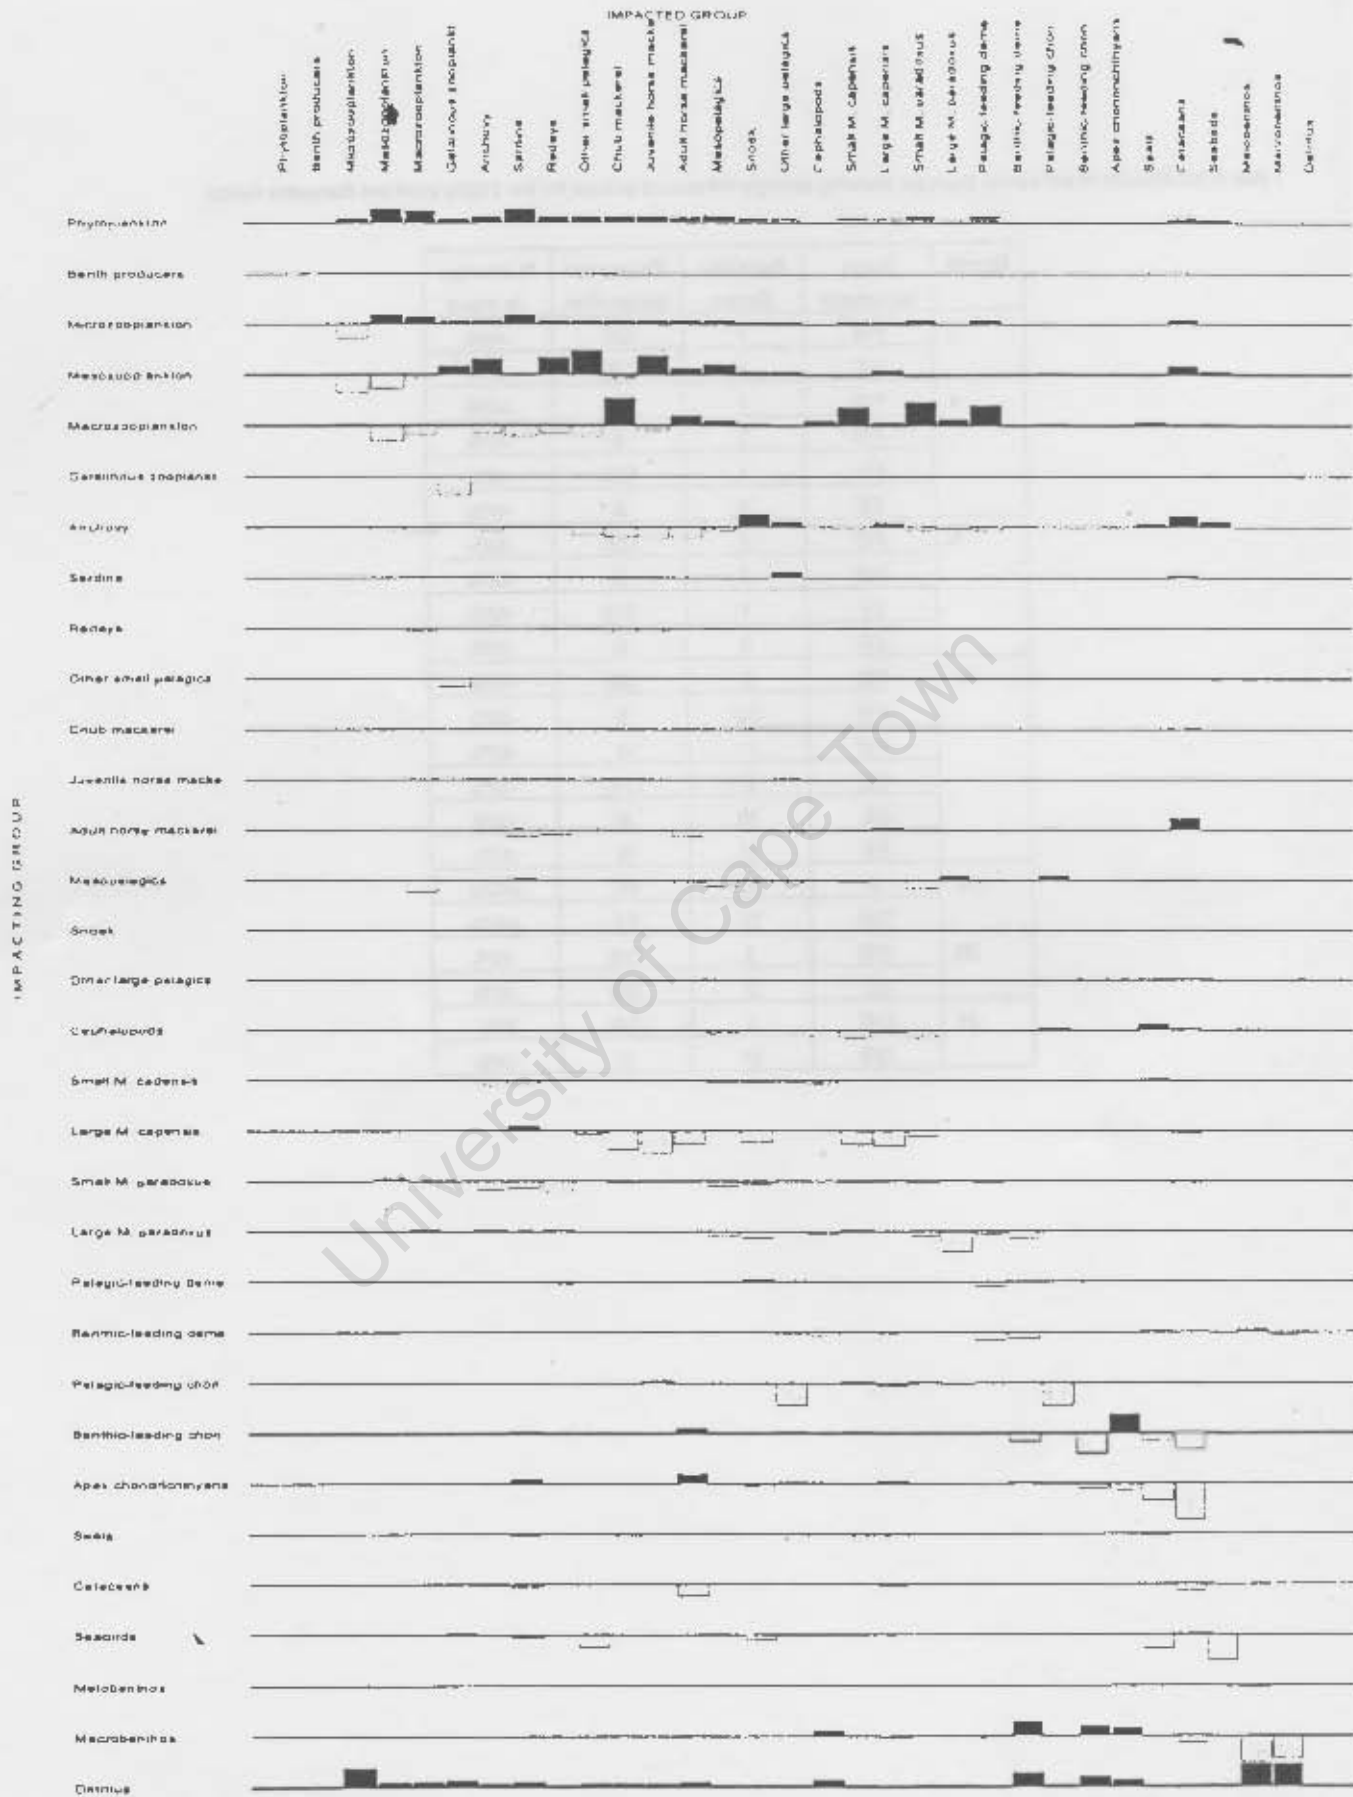 IMPACTED GROUP
Phytoplankton
Benth producers
Microzooplankton
Mesozooplankton
Macrozooplankton
Gelatinous zooplankt
Anchovy
Sardine
Redeye
Other small pelagics
Chub mackerel
Juvenile horse macke
Adult horse mackerel
Mesopelagics
Snoek
Other large pelagics
Cephalopods
Small M. capensis
Large M. capensis
Small M. paradoxus
Large M. paradoxus
Pelagic-feeding deme
Benthic-feeding deme
Pelagic-feeding chon
Benthic-feeding chon
Apex chondrichthyans
Seals
Cetaceans
Seabirds
Meiobenthos
Macrobenthos
Detritus
IMPACTING GROUP
Phytoplankton
Benth producers
Microzooplankton
Mesozooplankton
Macrozooplankton
Gelatinous zooplankt
Anchovy
Sardine
Redeye
Other small pelagics
Chub mackerel
Juvenile horse macke
Adult horse mackerel
Mesopelagics
Snoek
Other large pelagics
Cephalopods
Small M. capensis
Large M. capensis
Small M. paradoxus
Large M. paradoxus
Pelagic-feeding deme
Benthic-feeding deme
Pelagic-feeding chon
Benthic-feeding chon
Apex chondrichthyans
Seals
Cetaceans
Seabirds
Meiobenthos
Macrobenthos
Detritus
University of Cape Town